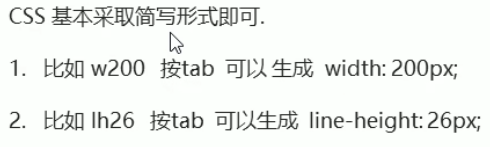 CSS 基本采取简写形式即可.
1. 比如 w200 按tab 可以 生成 width: 200px;
2. 比如 lh26 按tab 可以生成 line-height: 26px;